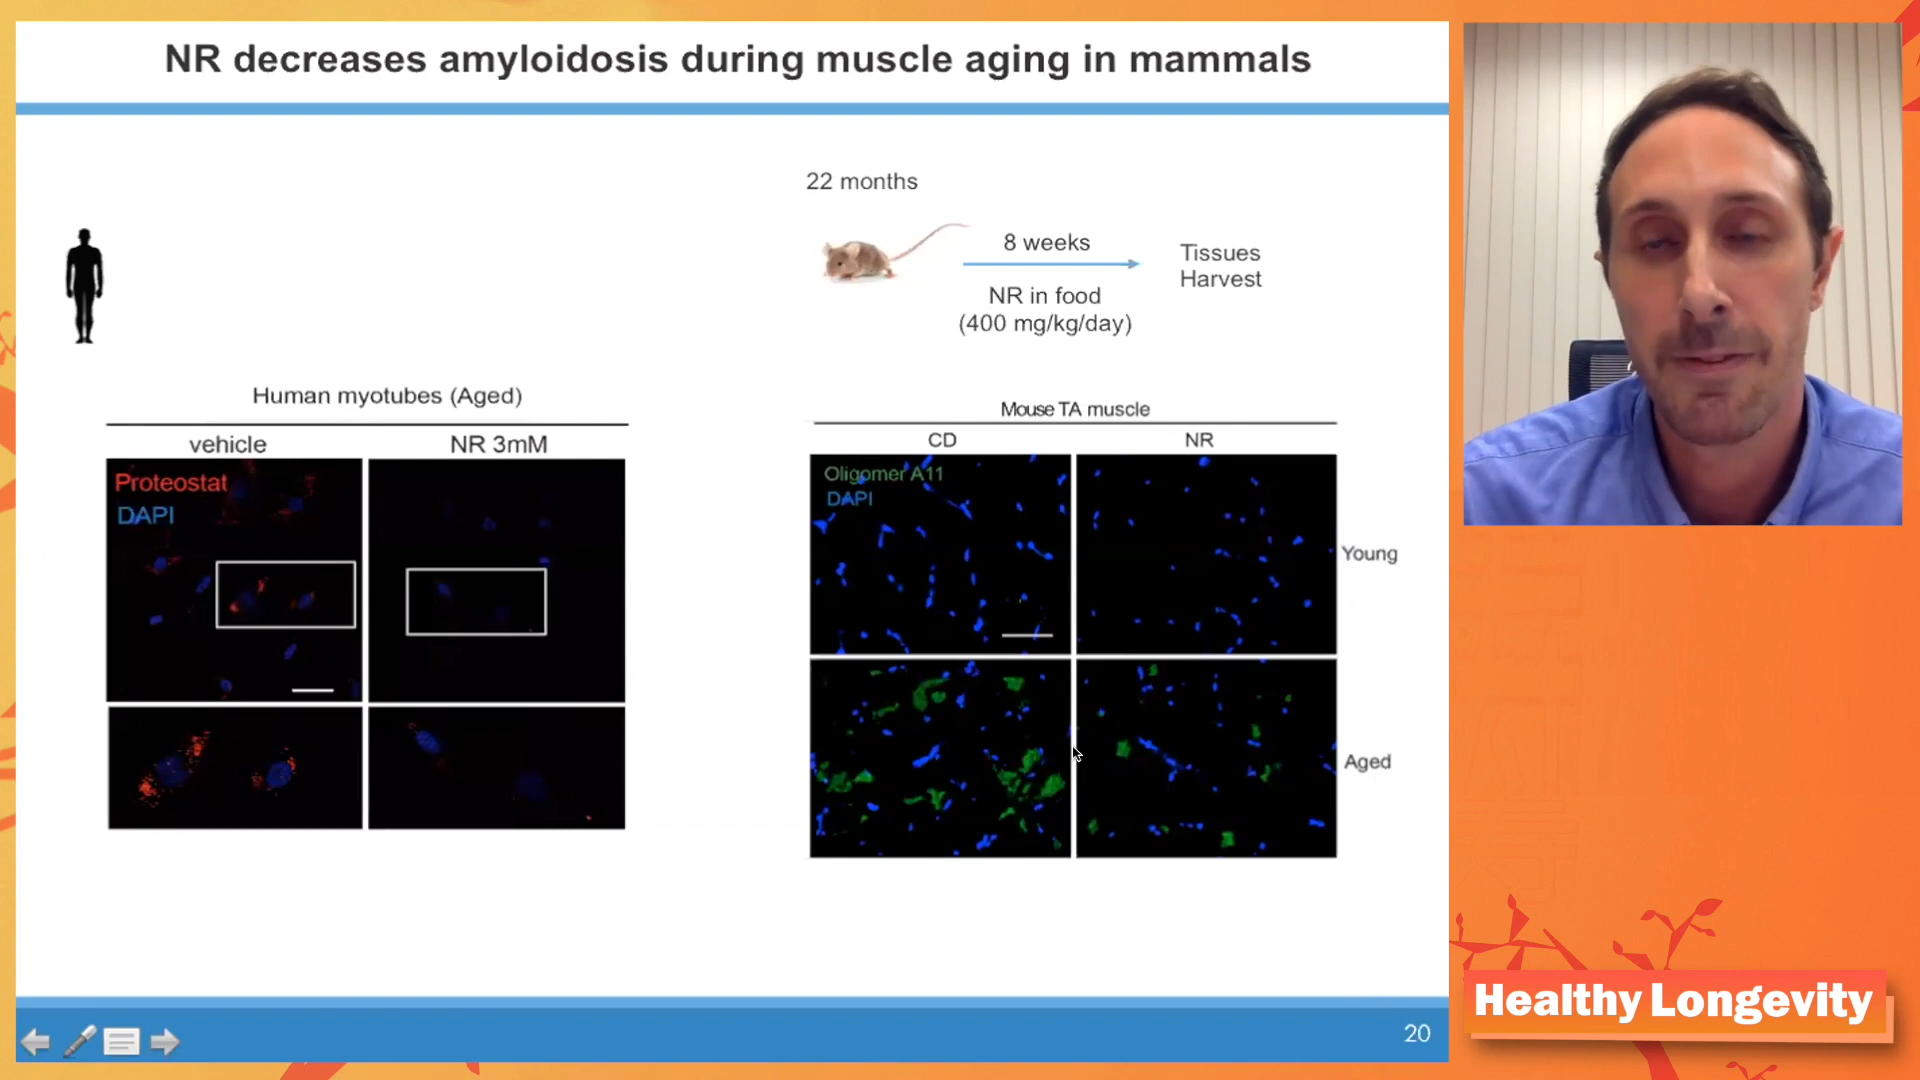 NR decreases amyloidosis during muscle aging in mammals
22 months
8 weeks
NR in food
(400 mg/kg/day)
Tissues
Harvest
Human myotubes (Aged)
vehicle
NR 3mM
Proteostat
DAPI
Mouse TA muscle
CD
NR
Oligomer A11
DAPI
Young
Aged
20
Healthy Longevity